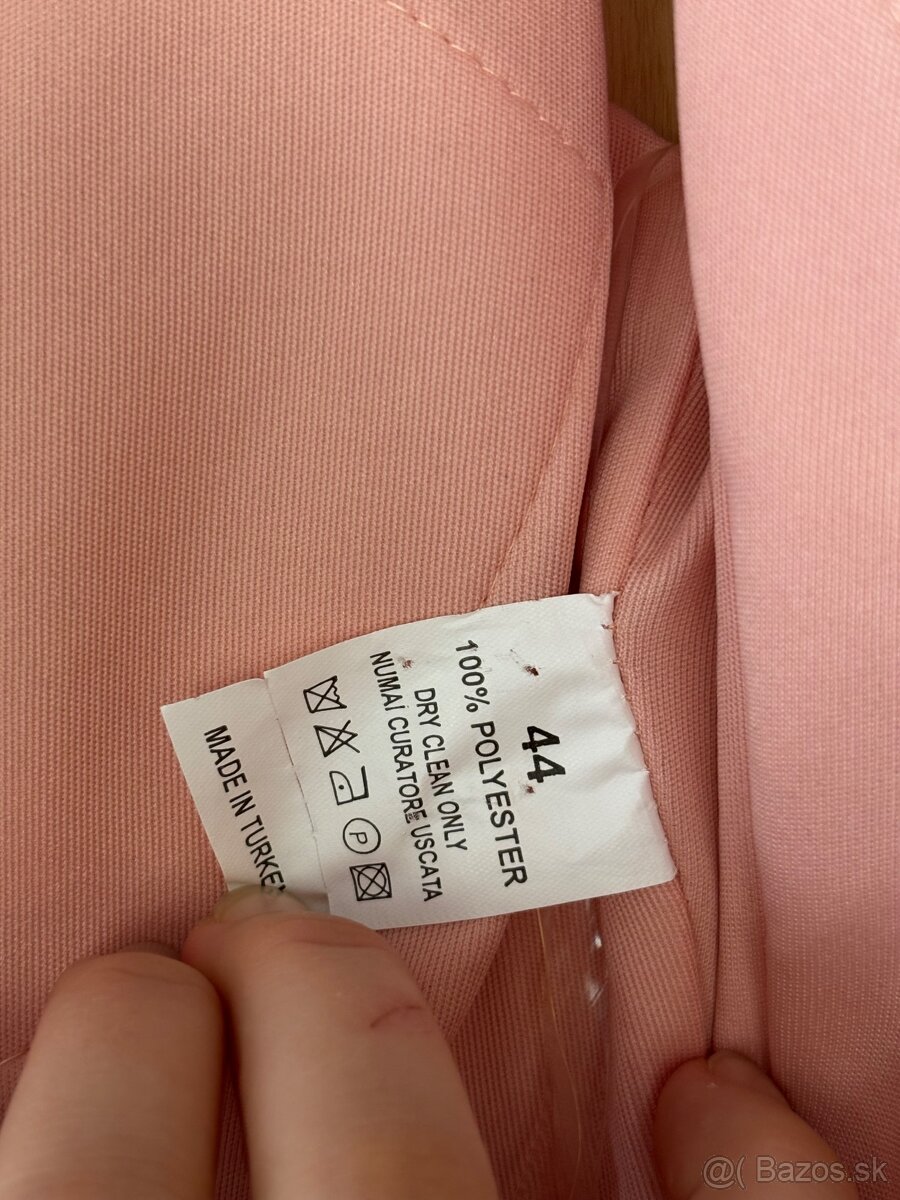 44
100% POLYESTER
DRY CLEAN ONLY
NUMAİ CURATORE USCATA
P
MADE IN TURKEY
@( Bazos.sk